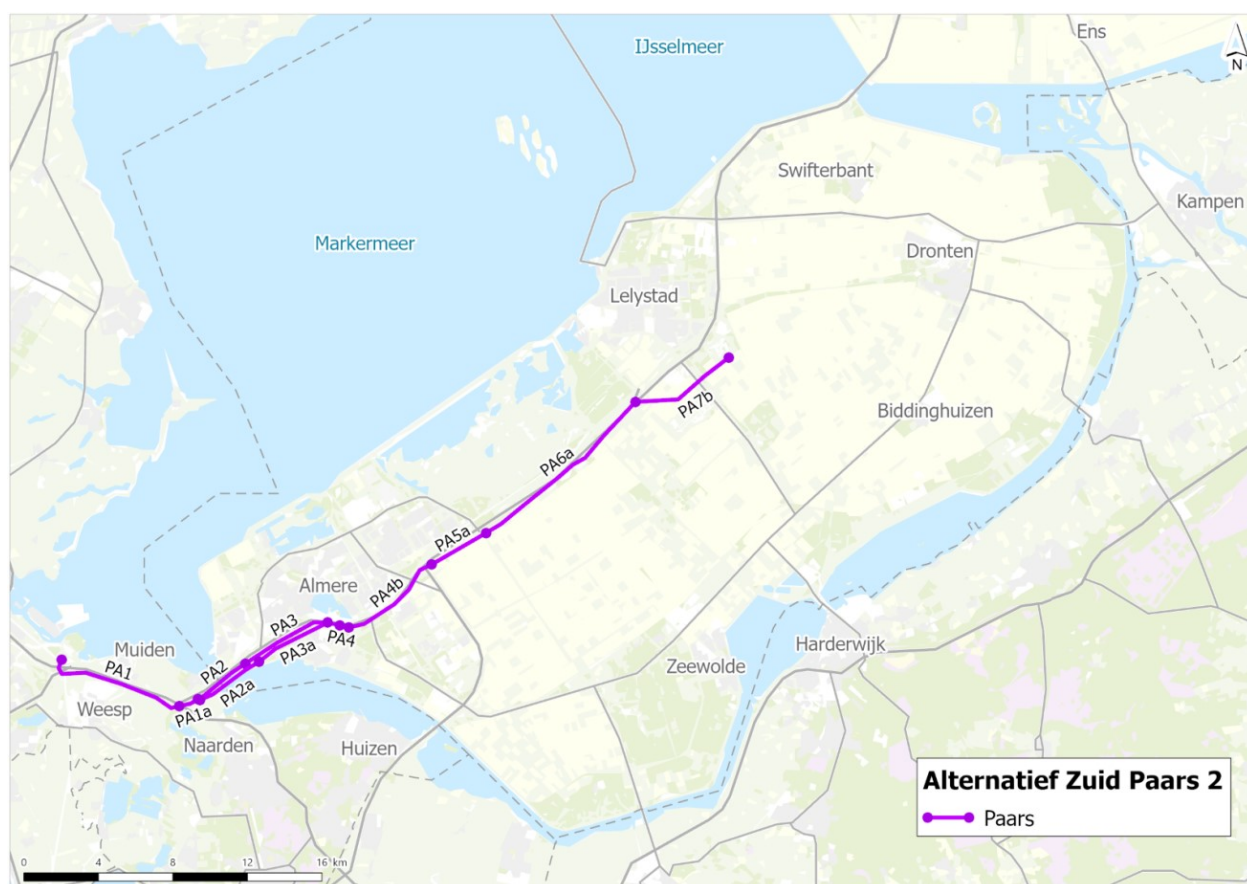 IJsselmeer
Ens
N
Swifterbant
Kampen
Markermeer
Dronten
Lelystad
PA7b
Biddinghuizen
PA6a
PA5a
Almere
PA4b
PA3
PA4
PA3a
Muiden
PA2
Harderwijk
Zeewolde
PA1
PA2a
Weesp
PA1a
Naarden
Huizen
Alternatief Zuid Paars 2
Paars
0 4 8 12 16 km